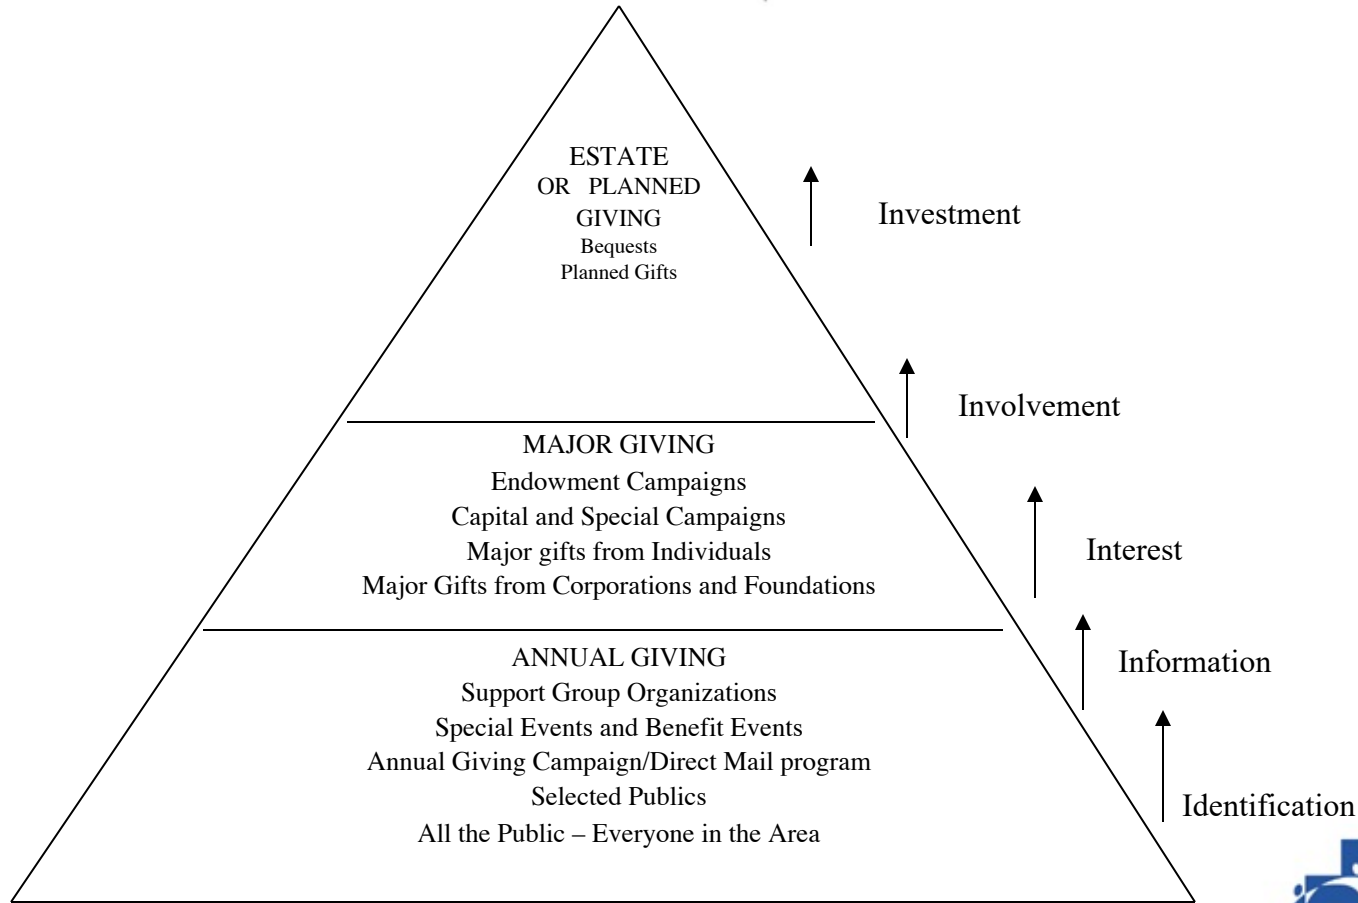 ESTATE
OR PLANNED
GIVING
Bequests
Planned Gifts
Investment
Involvement
MAJOR GIVING
Endowment Campaigns
Capital and Special Campaigns
Major gifts from Individuals
Major Gifts from Corporations and Foundations
Interest
ANNUAL GIVING
Support Group Organizations
Special Events and Benefit Events
Annual Giving Campaign/Direct Mail program
Selected Publics
All the Public – Everyone in the Area
Information
Identification